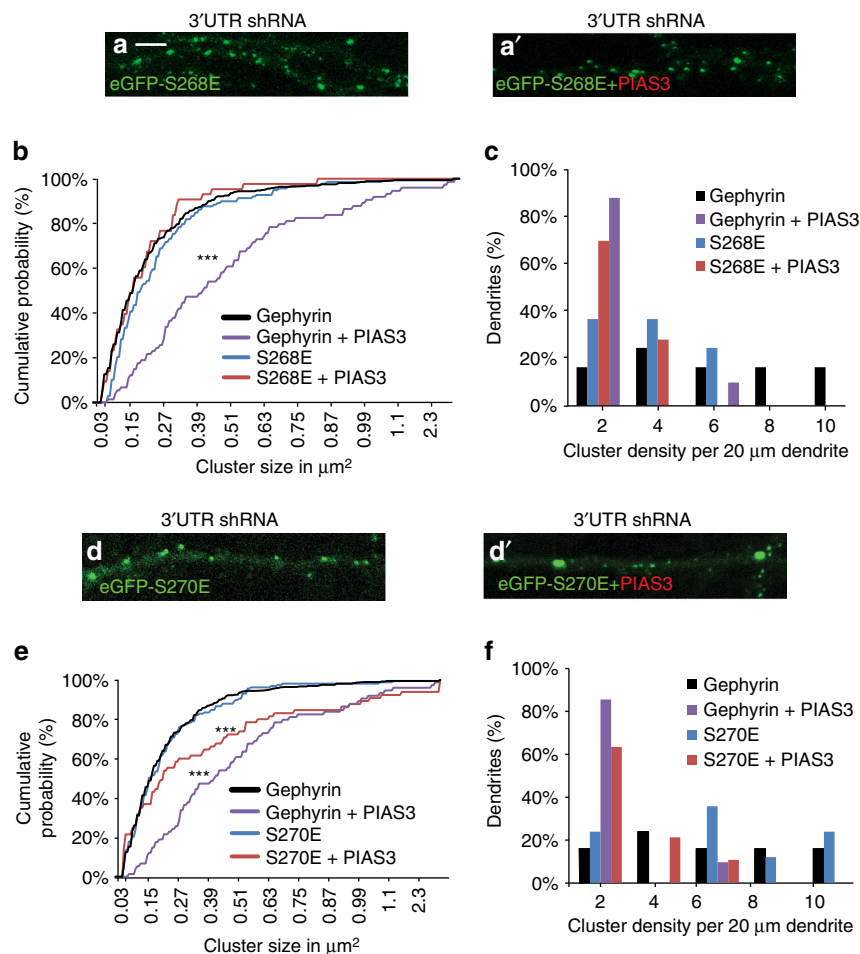 3′UTR shRNA
3′UTR shRNA
a
eGFP-S268E
a′
eGFP-S268E+PIAS3
b
100%
80%
60%
40%
20%
0%
Cumulative probability (%)
***
Gephyrin
Gephyrin + PIAS3
S268E
S268E + PIAS3
0.03
0.15
0.27
0.39
0.51
0.63
0.75
0.87
0.99
1.1
2.3
Cluster size in μm²
c
100%
80%
60%
40%
20%
0%
Dendrites (%)
Gephyrin
Gephyrin + PIAS3
S268E
S268E + PIAS3
2 4 6 8 10
Cluster density per 20 μm dendrite
3′UTR shRNA
3′UTR shRNA
d
eGFP-S270E
d′
eGFP-S270E+PIAS3
e
100%
80%
60%
40%
20%
0%
Cumulative
probability (%)
***
***
Gephyrin
Gephyrin + PIAS3
S270E
S270E + PIAS3
0.03
0.15
0.27
0.39
0.51
0.63
0.75
0.87
0.99
1.1
2.3
Cluster size in μm²
f
100%
80%
60%
40%
20%
0%
Dendrites (%)
Gephyrin
Gephyrin + PIAS3
S270E
S270E + PIAS3
2 4 6 8 10
Cluster density per 20 μm dendrite